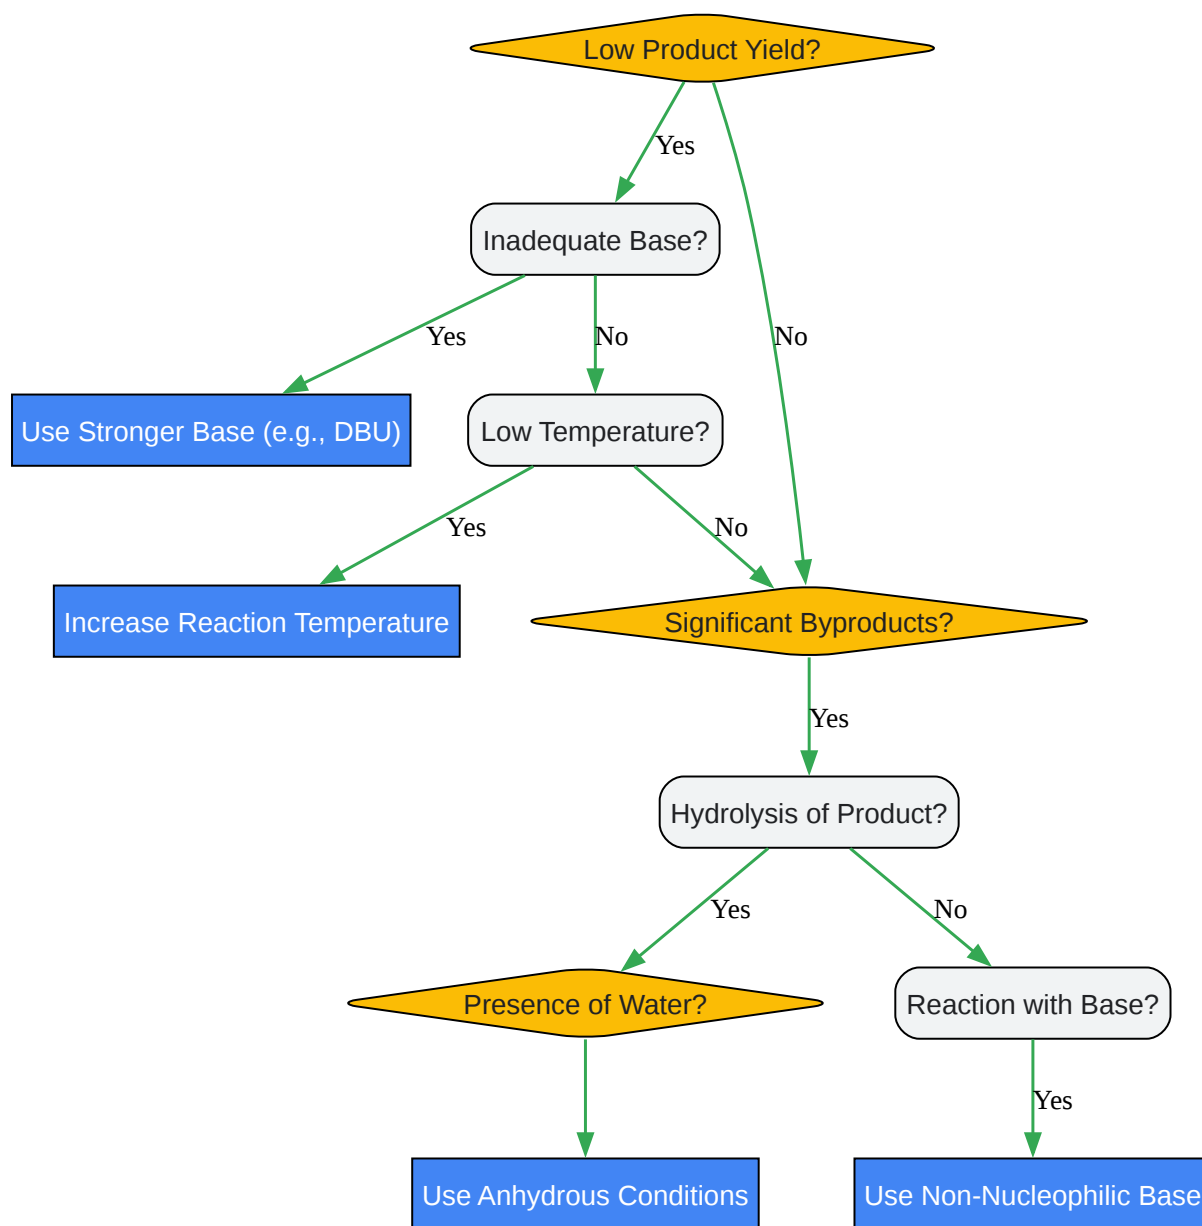 Low Product Yield?
Yes
Inadequate Base?
Yes
No
No
Use Stronger Base (e.g., DBU)
Low Temperature?
Yes
No
Increase Reaction Temperature
Significant Byproducts?
Yes
Hydrolysis of Product?
Yes
No
Presence of Water?
Reaction with Base?
Yes
Use Anhydrous Conditions
Use Non-Nucleophilic Base